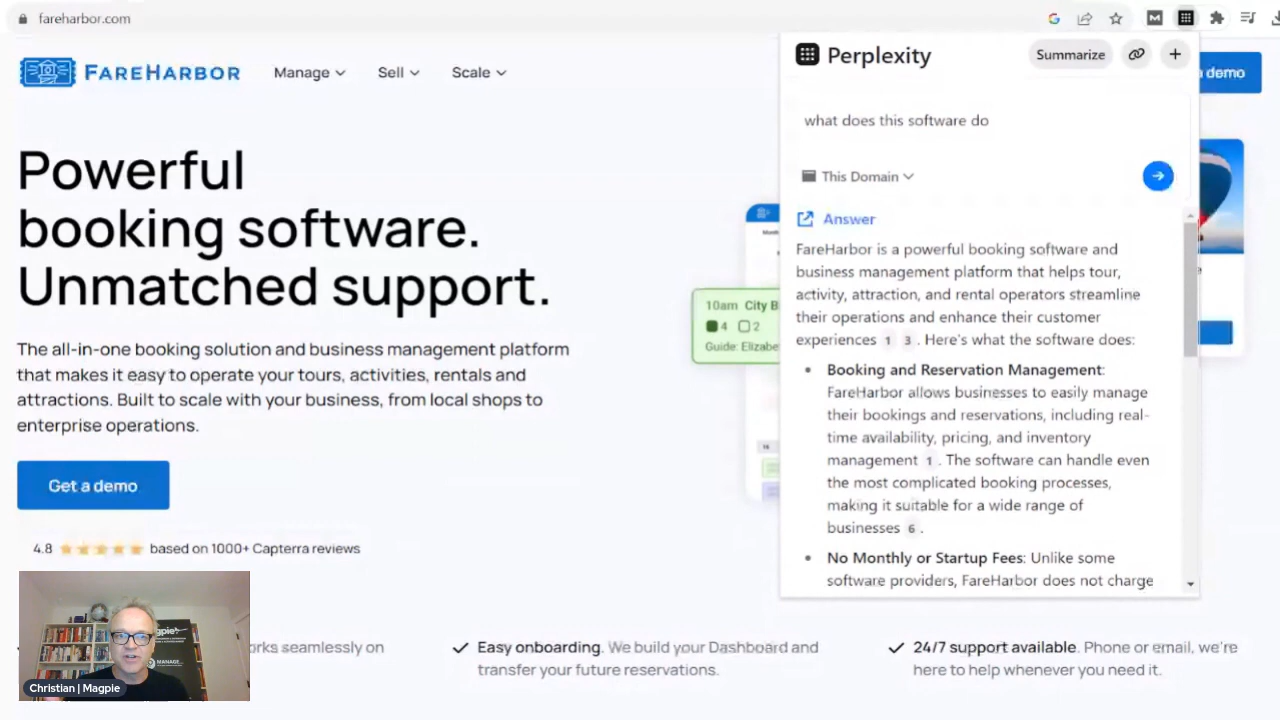 fareharbor.com
FAREHARBOR
Manage
Sell
Scale
demo
Powerful
booking software.
Unmatched support.
The all-in-one booking solution and business management platform
that makes it easy to operate your tours, activities, rentals and
attractions. Built to scale with your business, from local shops to
enterprise operations.
Get a demo
4.8
based on 1000+ Capterra reviews
10am City B
4 2
Guide: Elizabe
16
Perplexity
Summarize
what does this software do
This Domain
Answer
FareHarbor is a powerful booking software and
business management platform that helps tour,
activity, attraction, and rental operators streamline
their operations and enhance their customer
experiences 1 3 . Here's what the software does:
Booking and Reservation Management:
FareHarbor allows businesses to easily manage
their bookings and reservations, including real-
time availability, pricing, and inventory
management 1 . The software can handle even
the most complicated booking processes,
making it suitable for a wide range of
businesses 6 .
No Monthly or Startup Fees: Unlike some
software providers, FareHarbor does not charge
orks seamlessly on
Easy onboarding. We build your Dashboard and
transfer your future reservations.
24/7 support available. Phone or email, we're
here to help whenever you need it.
MANAGE
Christian | Magpie